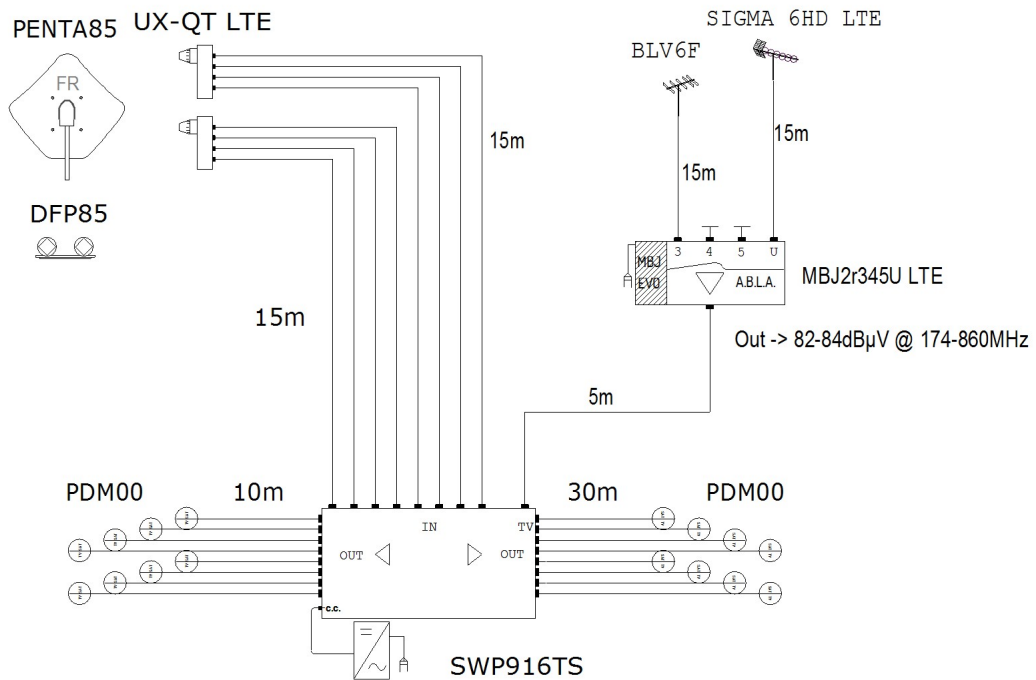 PENTA85
UX-QT LTE
SIGMA 6HD LTE
BLV6F
FR
15m
15m
15m
DFP85
3 4 5 U
MBJ
EVO
A.B.L.A.
MBJ2r345U LTE
15m
Out -> 82-84dBµV @ 174-860MHz
5m
PDM00
10m
30m
PDM00
IN
TV
OUT
OUT
c.c.
SWP916TS